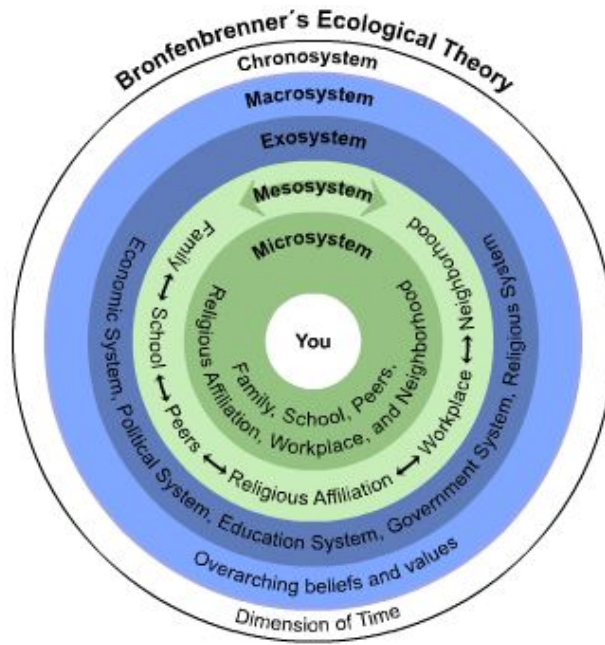 Bronfenbrenner´s Ecological Theory
Chronosystem
Macrosystem
Exosystem
Mesosystem
Microsystem
You
Family, School, Peers,
Religious Affiliation, Workplace, and Neighborhood
Religious
Family ↔ School ↔ Peers ↔ Religious Affiliation ↔ Workplace ↔ Neighborhood
Economic System, Political System, Education System, Government System, Religious System
Overarching beliefs and values
Dimension of Time